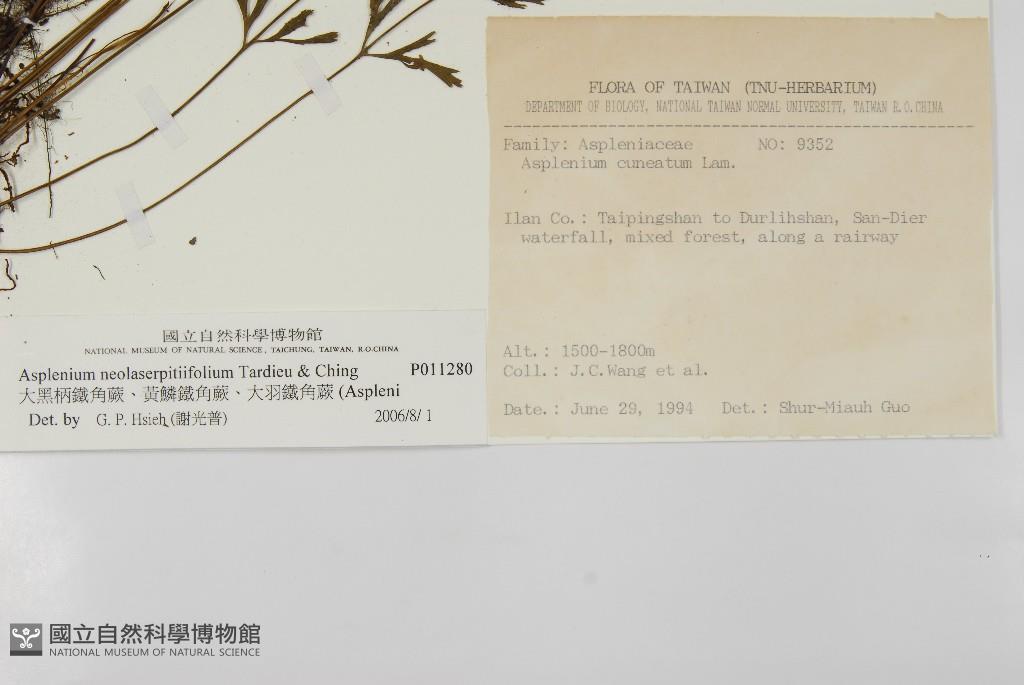 FLORA OF TAIWAN (TNU-HERBARIUM)
DEPARTMENT OF BIOLOGY, NATIONAL TAIWAN NORMAL UNIVERSITY, TAIWAN R.O.CHINA
Family: Aspleniaceae NO: 9352
Asplenium cuneatum Lam.
Ilan Co.: Taipingshan to Durlihshan, San-Dier
waterfall, mixed forest, along a rairway
Alt.: 1500-1800m
Coll.: J.C.Wang et al.
Date.: June 29, 1994 Det.: Shur-Miauh Guo
國立自然科學博物館
NATIONAL MUSEUM OF NATURAL SCIENCE, TAICHUNG, TAIWAN, R.O.CHINA
Asplenium neolaserpitiifolium Tardieu & Ching P011280
大黑柄鐵角蕨、黃鱗鐵角蕨、大羽鐵角蕨 (Aspleni
Det. by G. P. Hsieh (謝光普) 2006/8/1
國立自然科學博物館
NATIONAL MUSEUM OF NATURAL SCIENCE